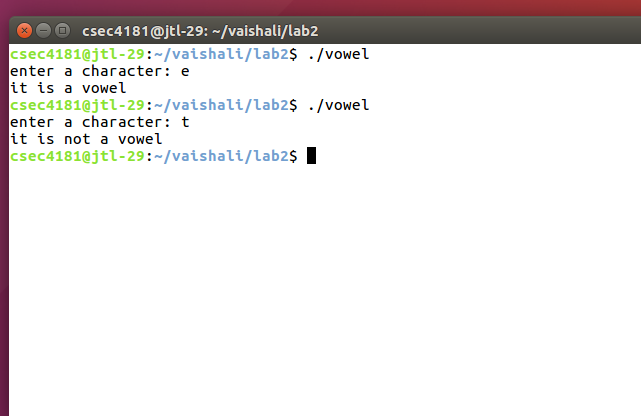 csec4181@jtl-29: ~/vaishali/lab2
csec4181@jtl-29:~/vaishali/lab2$ ./vowel
enter a character: e
it is a vowel
csec4181@jtl-29:~/vaishali/lab2$ ./vowel
enter a character: t
it is not a vowel
csec4181@jtl-29:~/vaishali/lab2$